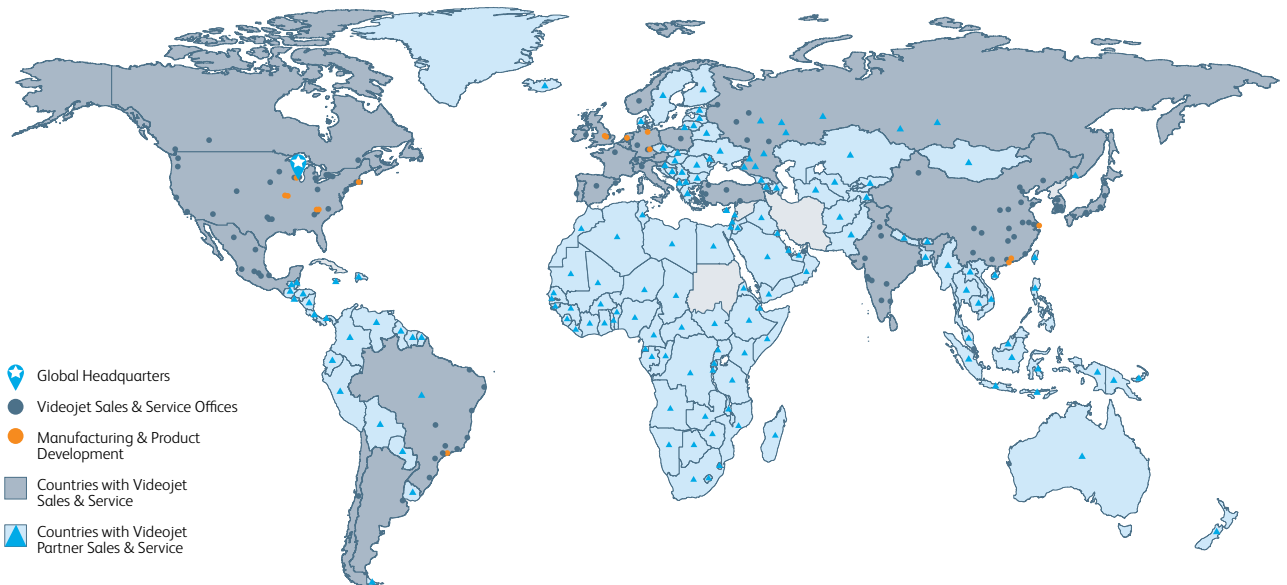 Global Headquarters
Videojet Sales & Service Offices
Manufacturing & Product
Development
Countries with Videojet
Sales & Service
Countries with Videojet
Partner Sales & Service